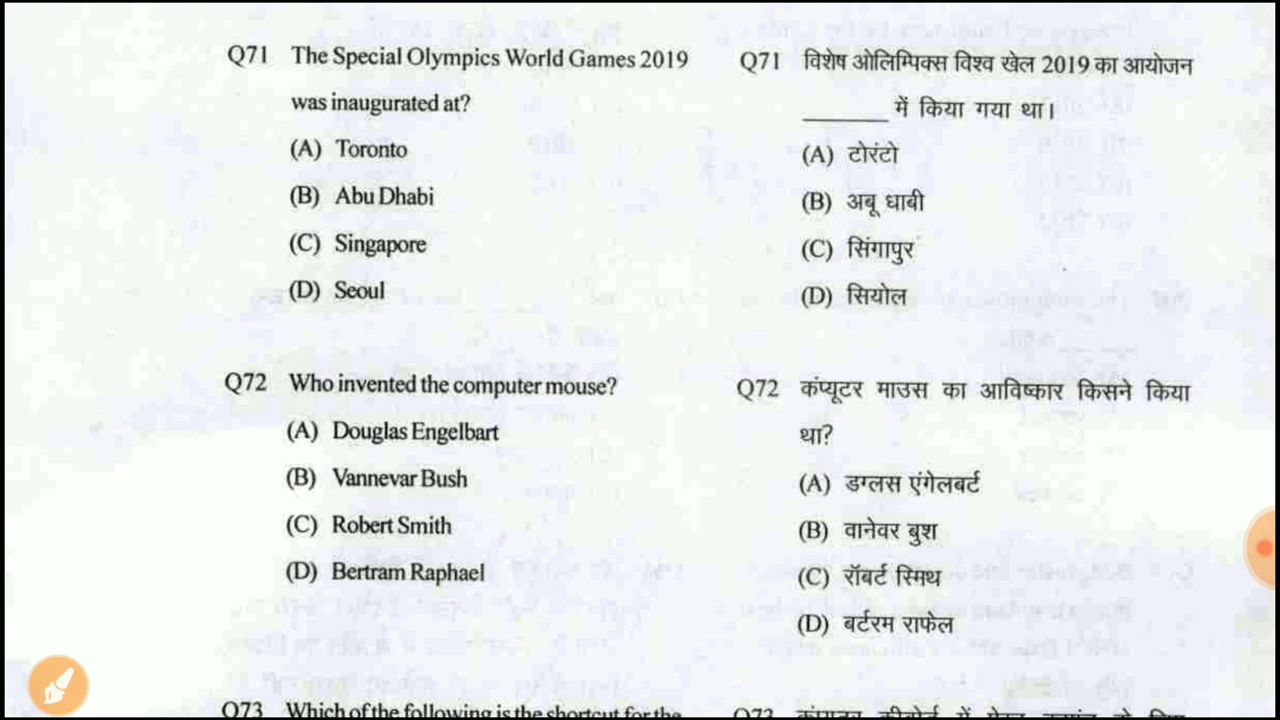 Q71 The Special Olympics World Games 2019
was inaugurated at?
(A) Toronto
(B) Abu Dhabi
(C) Singapore
(D) Seoul
Q72 Who invented the computer mouse?
(A) Douglas Engelbart
(B) Vannevar Bush
(C) Robert Smith
(D) Bertram Raphael
Q73 Which of the following is the shortcut for the
Q71 विशेष ओलिम्पिक्स विश्व खेल 2019 का आयोजन
________ में किया गया था।
(A) टोरंटो
(B) अबू धाबी
(C) सिंगापुर
(D) सियोल
Q72 कंप्यूटर माउस का आविष्कार किसने किया
था?
(A) डग्लस एंगेलबर्ट
(B) वानेवर बुश
(C) रॉबर्ट स्मिथ
(D) बर्टरम राफेल
Q73